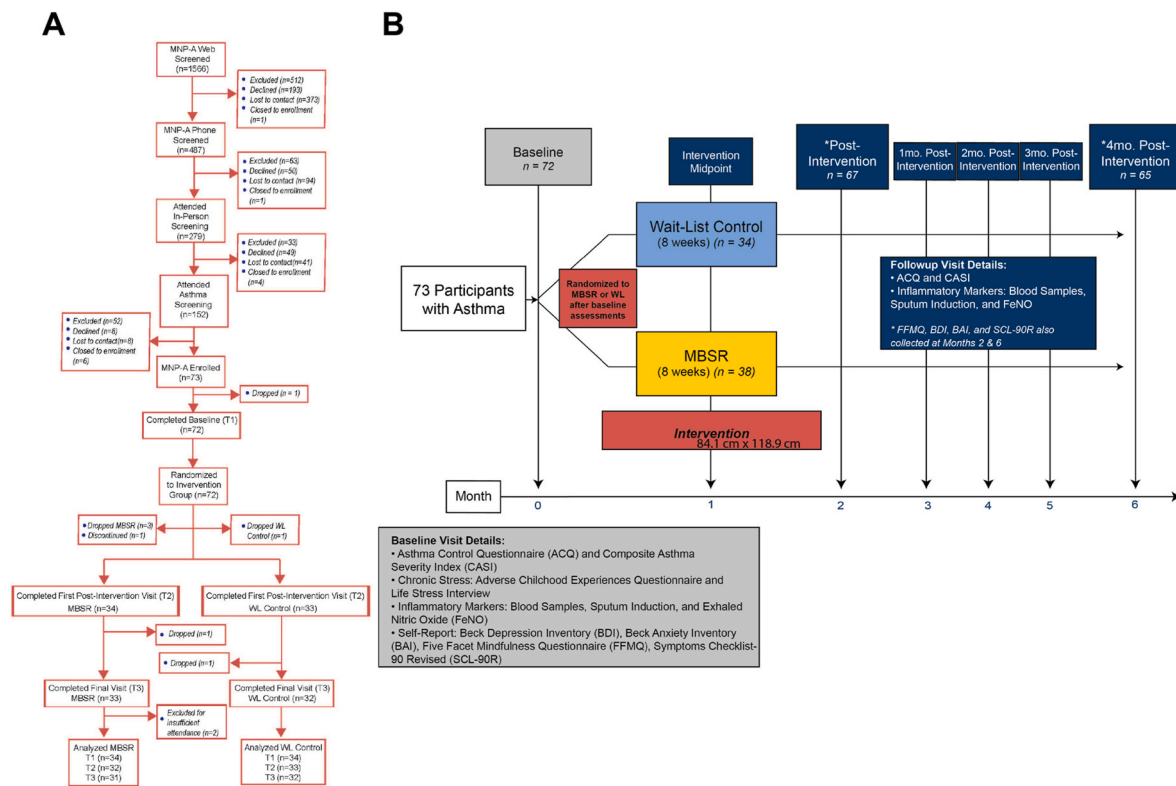 A
MNP-A Web
Screened
(n=1566)
• Excluded (n=512)
• Declined (n=193)
• Lost to contact (n=373)
• Closed to enrollment
(n=1)
MNP-A Phone
Screened
(n=487)
• Excluded (n=63)
• Declined (n=50)
• Lost to contact (n=94)
• Closed to enrollment
(n=1)
Attended
In-Person
Screening
(n=279)
• Excluded (n=33)
• Declined (n=49)
• Lost to contact(n=41)
• Closed to enrollment
(n=4)
Attended
Asthma
Screening
(n=152)
• Excluded (n=52)
• Declined (n=8)
• Lost to contact(n=8)
• Closed to enrollment
(n=6)
MNP-A Enrolled
(n=73)
• Dropped (n = 1)
Completed Baseline (T1)
(n=72)
Randomized
to Invervention
Group (n=72)
• Dropped MBSR (n=3)
• Discontinued (n=1)
• Dropped WL
Control (n=1)
Completed First Post-Intervention Visit (T2)
MBSR (n=34)
Completed First Post-Intervention Visit (T2)
WL Control (n=33)
• Dropped (n=1)
• Dropped (n=1)
Completed Final Visit (T3)
MBSR (n=33)
Completed Final Visit (T3)
WL Control (n=32)
• Excluded for
insufficient
attendance (n=2)
Analyzed MBSR
T1 (n=34)
T2 (n=32)
T3 (n=31)
Analyzed WL Control
T1 (n=34)
T2 (n=33)
T3 (n=32)
B
Baseline
n = 72
Intervention
Midpoint
*Post-
Intervention
n = 67
1mo. Post-
Intervention
2mo. Post-
Intervention
3mo. Post-
Intervention
*4mo. Post-
Intervention
n = 65
Wait-List Control
(8 weeks) (n = 34)
73 Participants
with Asthma
Randomized to
MBSR or WL
after baseline
assessments
MBSR
(8 weeks) (n = 38)
Followup Visit Details:
• ACQ and CASI
• Inflammatory Markers: Blood Samples,
Sputum Induction, and FeNO
* FFMQ, BDI, BAI, and SCL-90R also
collected at Months 2 & 6
Intervention
84.1 cm x 118.9 cm
Month
0
1
2
3
4
5
6
Baseline Visit Details:
• Asthma Control Questionnaire (ACQ) and Composite Asthma
Severity Index (CASI)
• Chronic Stress: Adverse Chilchood Experiences Questionnaire and
Life Stress Interview
• Inflammatory Markers: Blood Samples, Sputum Induction, and Exhaled
Nitric Oxide (FeNO)
• Self-Report: Beck Depression Inventory (BDI), Beck Anxiety Inventory
(BAI), Five Facet Mindfulness Questionnaire (FFMQ), Symptoms Checklist-
90 Revised (SCL-90R)